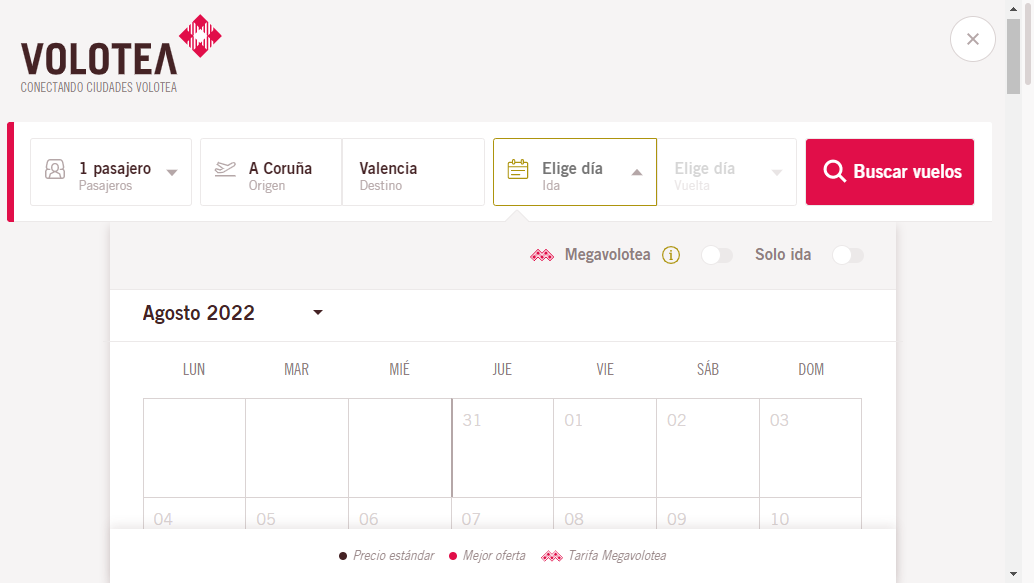 VOLOTEA
CONECTANDO CIUDADES VOLOTEA
1 pasajero
Pasajeros
A Coruña
Origen
Valencia
Destino
Elige día
Ida
Elige día
Vuelta
Buscar vuelos
Megavolotea i Solo ida
Agosto 2022
LUN MAR MIÉ JUE VIE SÁB DOM
31 01 02 03
04 05 06 07 08 09 10
Precio estándar Mejor oferta Tarifa Megavolotea